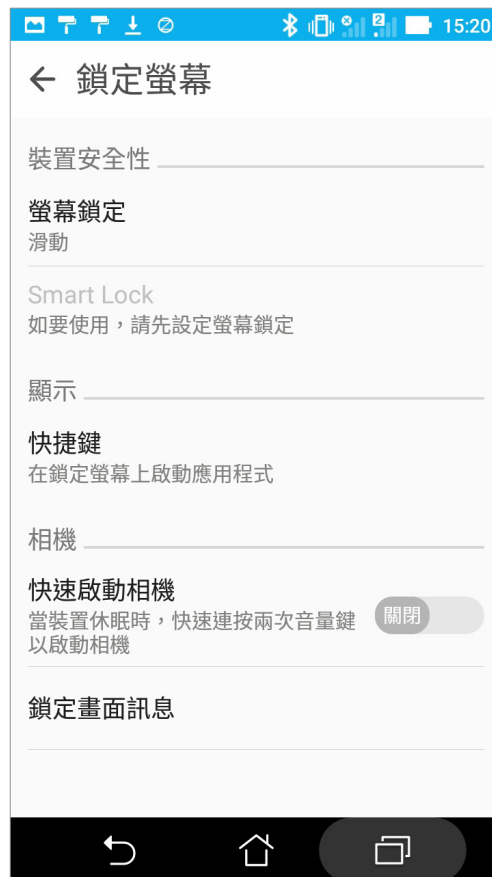 15:20
鎖定螢幕
裝置安全性
螢幕鎖定
滑動
Smart Lock
如要使用，請先設定螢幕鎖定
顯示
快捷鍵
在鎖定螢幕上啟動應用程式
相機
快速啟動相機
當裝置休眠時，快速連按兩次音量鍵
以啟動相機
關閉
鎖定畫面訊息